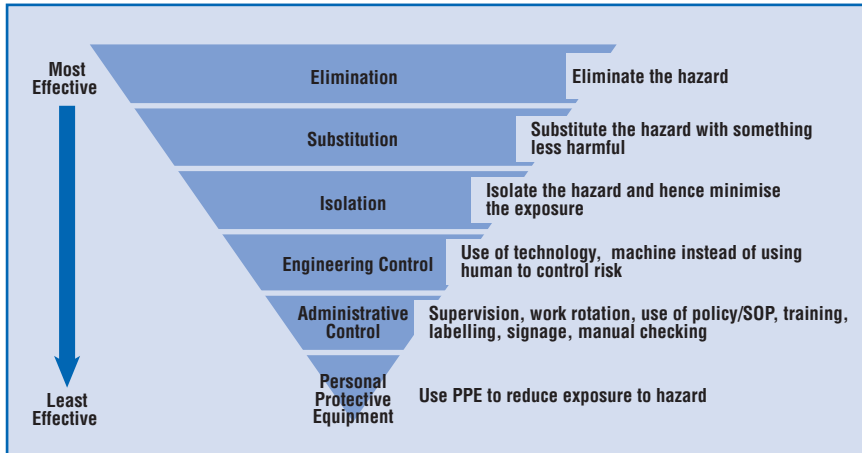 Most
Effective
Elimination
Eliminate the hazard
Substitution
Substitute the hazard with something
less harmful
Isolation
Isolate the hazard and hence minimise
the exposure
Engineering Control
Use of technology, machine instead of using
human to control risk
Administrative
Control
Supervision, work rotation, use of policy/SOP, training,
labelling, signage, manual checking
Personal
Protective
Equipment
Use PPE to reduce exposure to hazard
Least
Effective